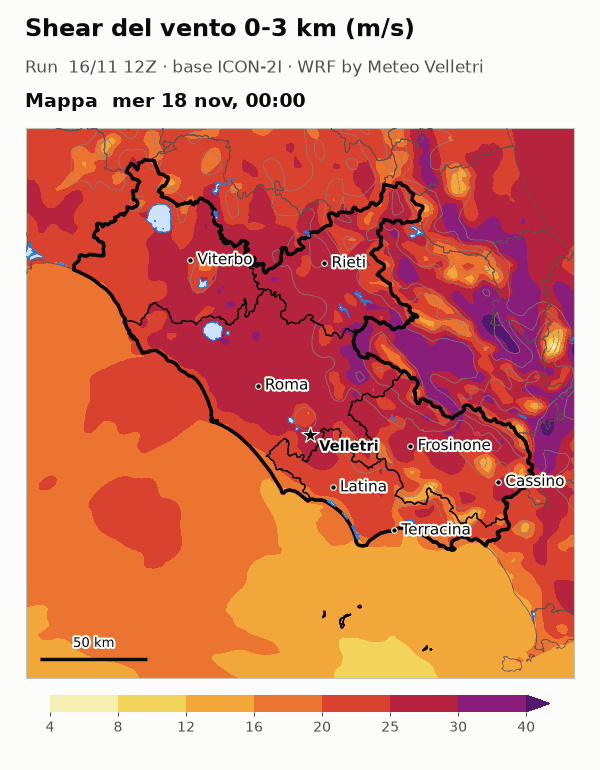 Shear del vento 0-3 km (m/s)
Run  16/11 12Z · base ICON-2I · WRF by Meteo Velletri
Mappa  mer 18 nov, 00:00
Viterbo
Rieti
Roma
Velletri
Frosinone
Cassino
Latina
Terracina
50 km
4 8 12 16 20 25 30 40